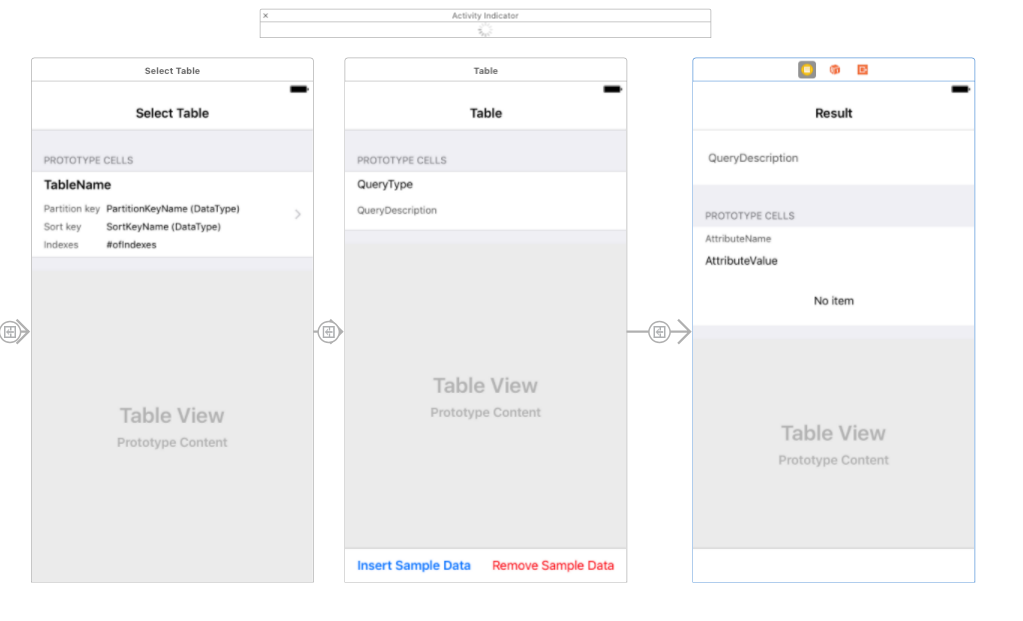 Activity Indicator
Select Table
Select Table
PROTOTYPE CELLS
TableName
Partition key PartitionKeyName (DataType)
Sort key SortKeyName (DataType)
Indexes #ofIndexes
Table View
Prototype Content
Table
Table
PROTOTYPE CELLS
QueryType
QueryDescription
Table View
Prototype Content
Insert Sample Data Remove Sample Data
Result
QueryDescription
PROTOTYPE CELLS
AttributeName
AttributeValue
No item
Table View
Prototype Content